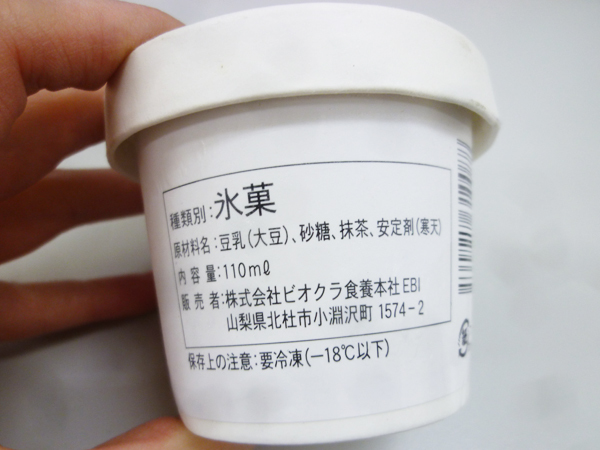 種類別:氷菓
原材料名:豆乳(大豆)、砂糖、抹茶、安定剤(寒天)
内容量:110mℓ
販売者:株式会社ビオクラ食養本社EBI
山梨県北杜市小淵沢町 1574-2
保存上の注意:要冷凍(-18℃以下)